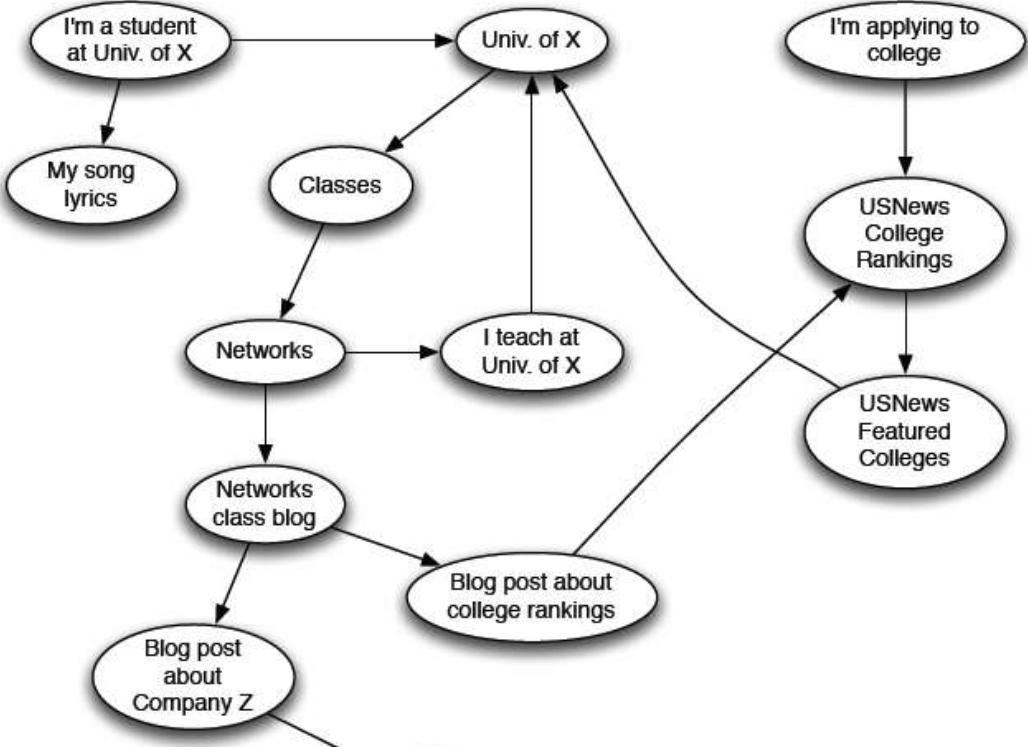 I'm a student
at Univ. of X
Univ. of X
I'm applying to
college
My song
lyrics
Classes
USNews
College
Rankings
Networks
I teach at
Univ. of X
USNews
Featured
Colleges
Networks
class blog
Blog post about
college rankings
Blog post
about
Company Z